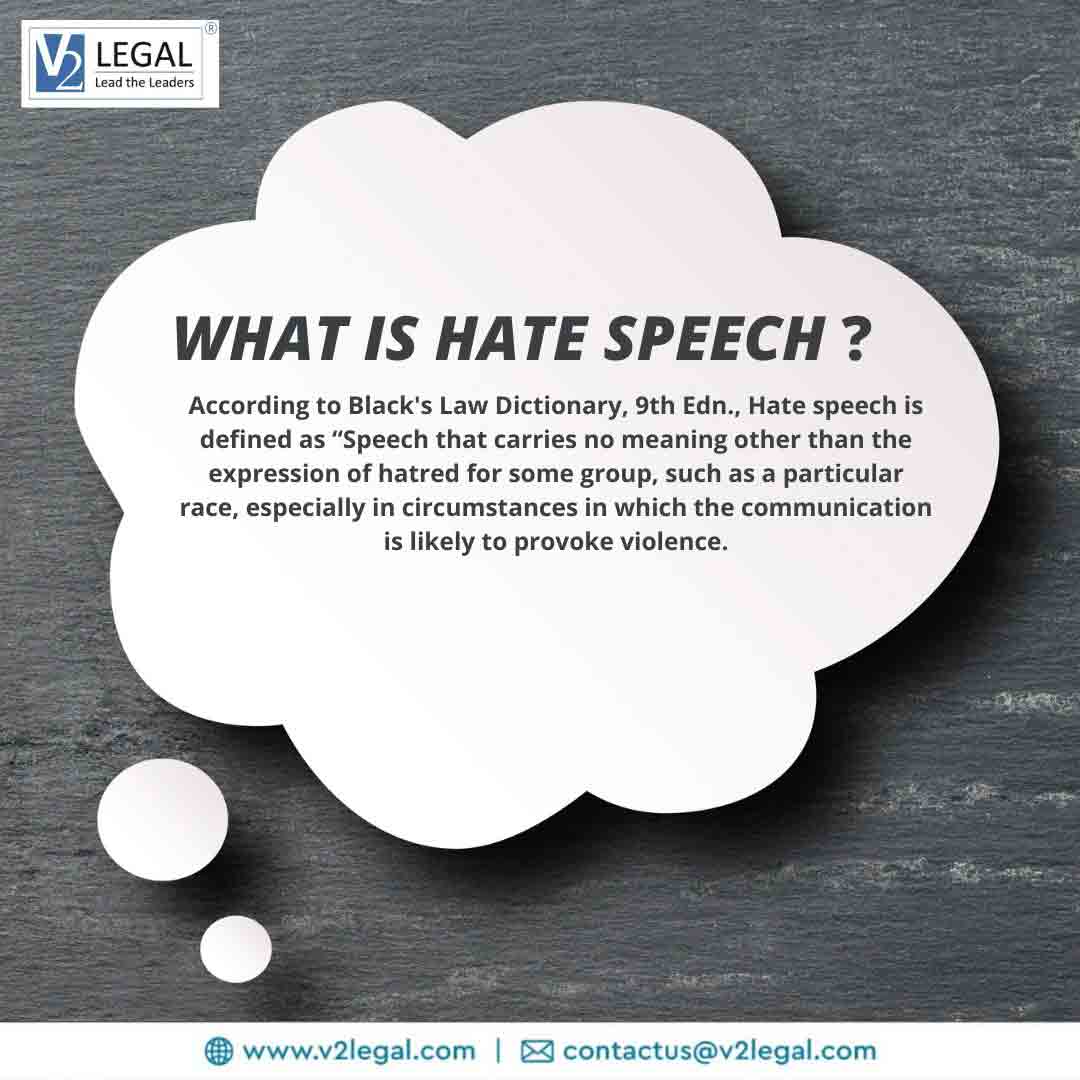 V2 LEGAL ®
Lead the Leaders
WHAT IS HATE SPEECH ?
According to Black's Law Dictionary, 9th Edn., Hate speech is
defined as “Speech that carries no meaning other than the
expression of hatred for some group, such as a particular
race, especially in circumstances in which the communication
is likely to provoke violence.
www.v2legal.com | contactus@v2legal.com